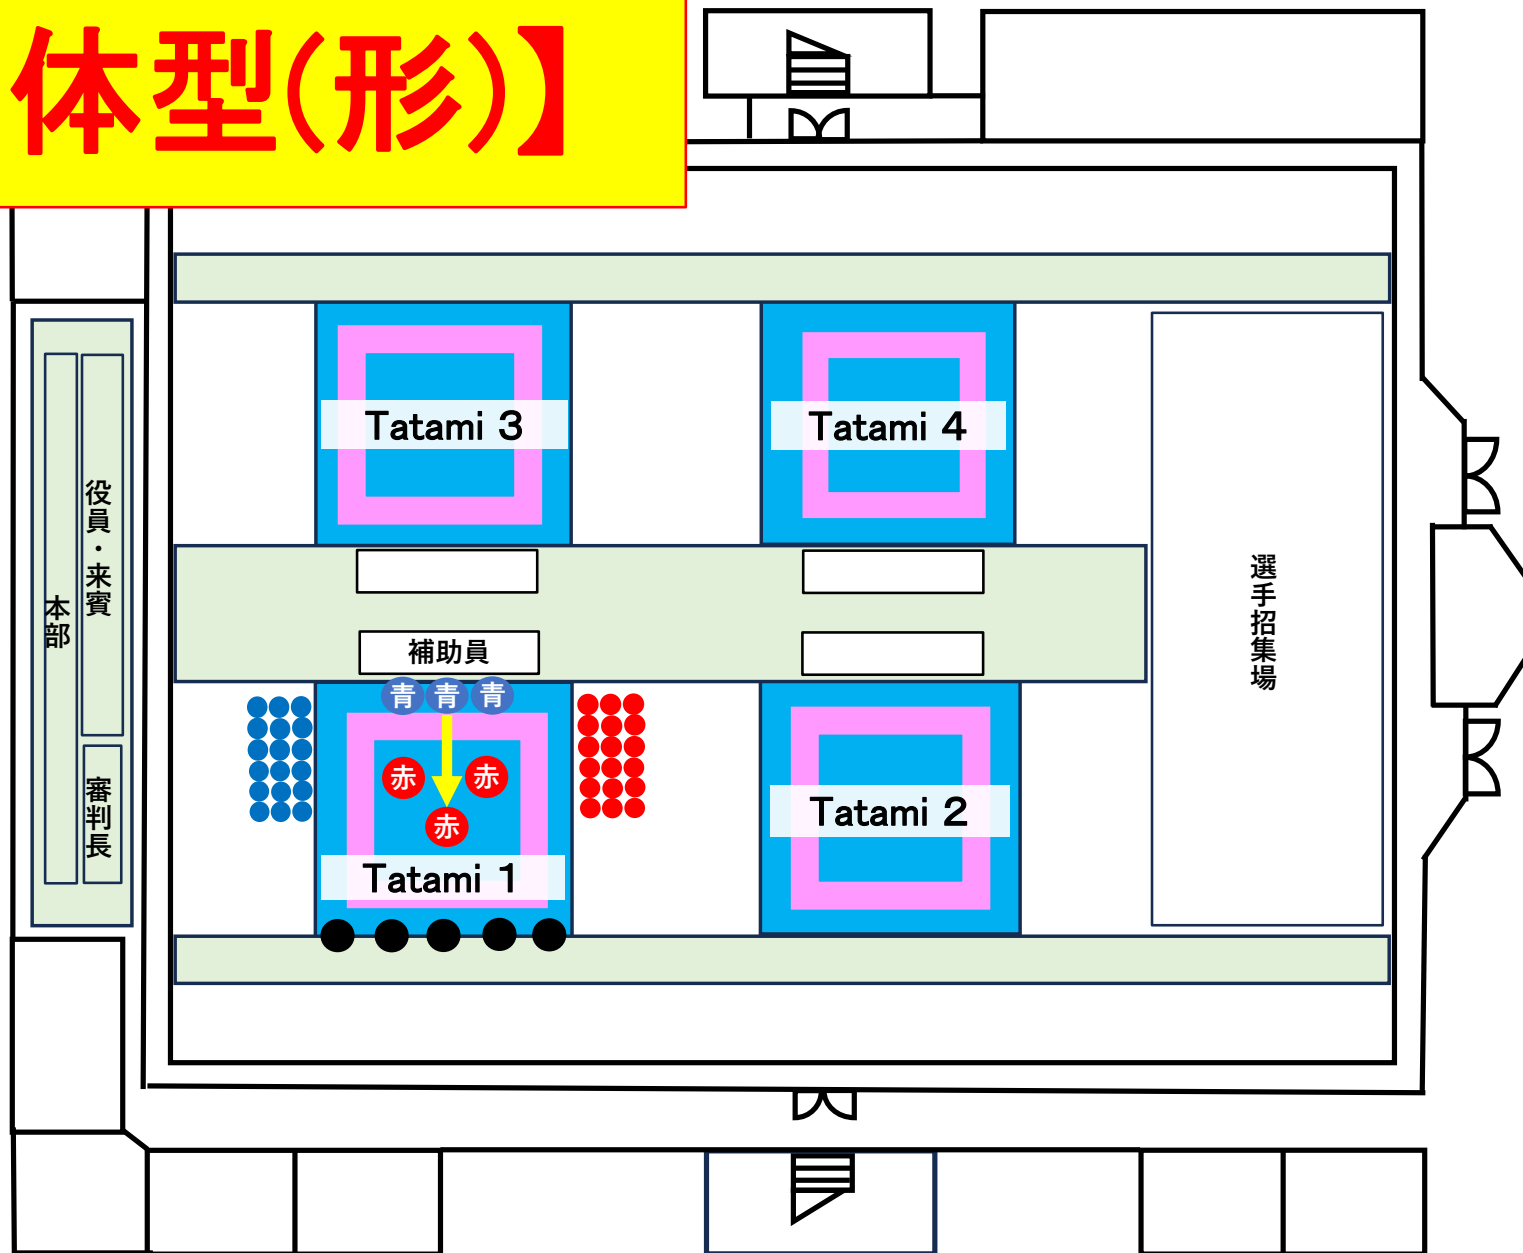 体型(形)】
Tatami 3
Tatami 4
役員・来賓
本部
審判長
選手招集場
補助員
青 青 青
赤 赤
赤
Tatami 1
Tatami 2